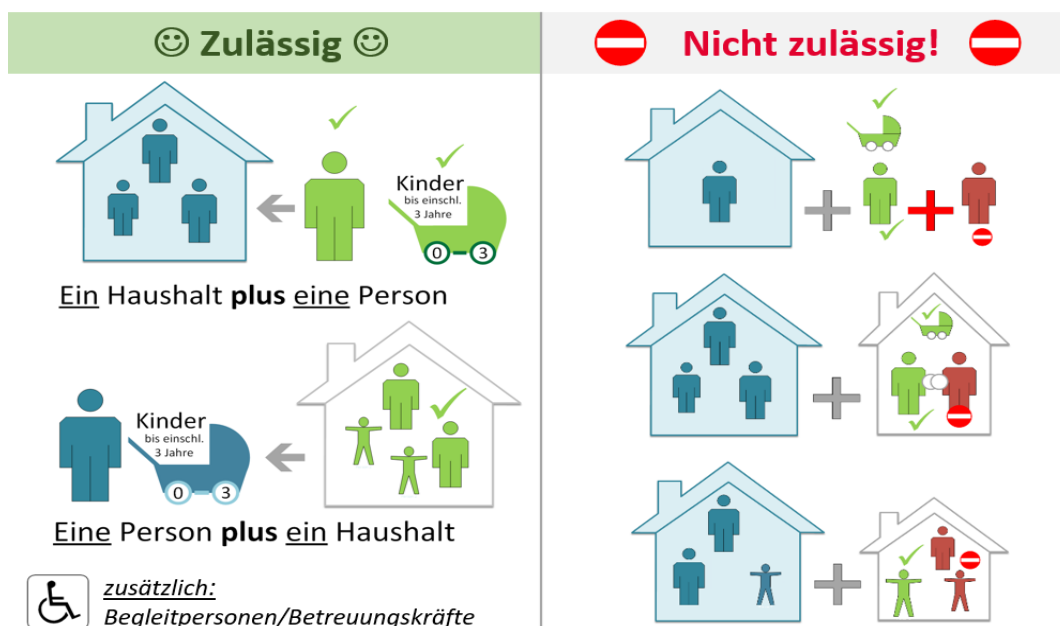 ☺ Zulässig ☺
Nicht zulässig!
Kinder
bis einschl.
3 Jahre
0 3
Ein Haushalt plus eine Person
Kinder
bis einschl.
3 Jahre
0 3
Eine Person plus ein Haushalt
zusätzlich:
Begleitpersonen/Betreuungskräfte